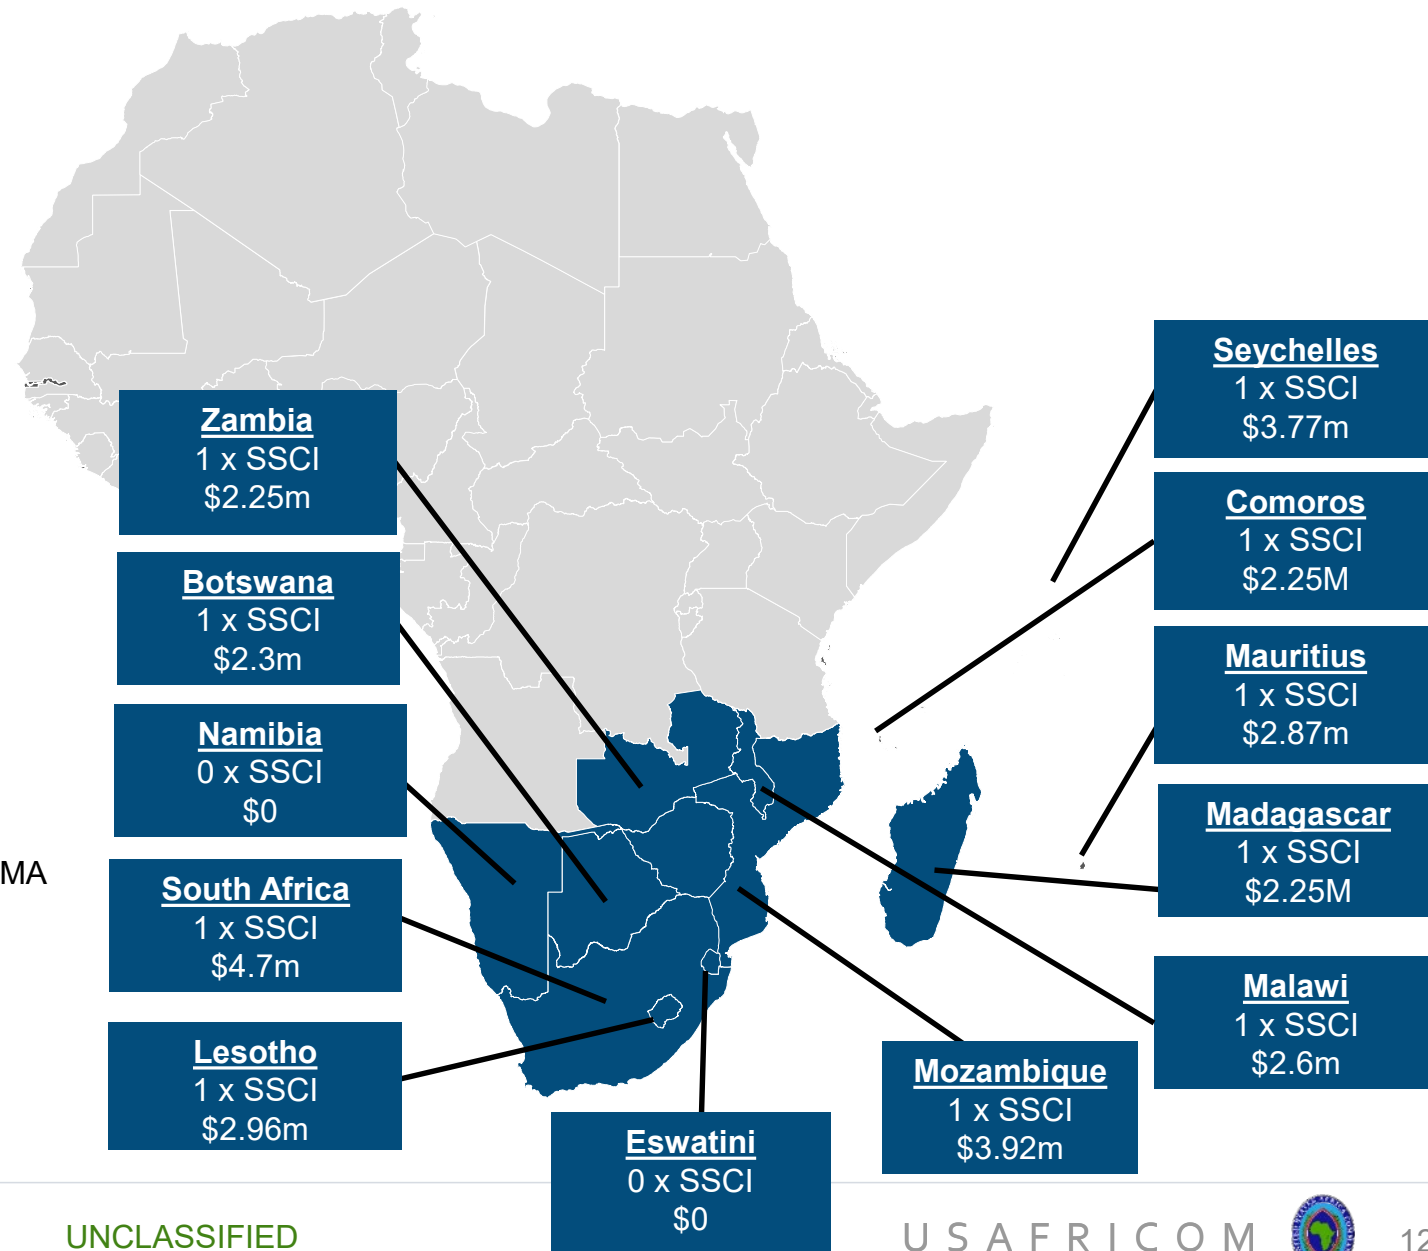 Zambia
1 x SSCI
$2.25m
Botswana
1 x SSCI
$2.3m
Namibia
0 x SSCI
$0
MA
South Africa
1 x SSCI
$4.7m
Lesotho
1 x SSCI
$2.96m
Eswatini
0 x SSCI
$0
Mozambique
1 x SSCI
$3.92m
Seychelles
1 x SSCI
$3.77m
Comoros
1 x SSCI
$2.25M
Mauritius
1 x SSCI
$2.87m
Madagascar
1 x SSCI
$2.25M
Malawi
1 x SSCI
$2.6m
UNCLASSIFIED
USAFRICOM
12